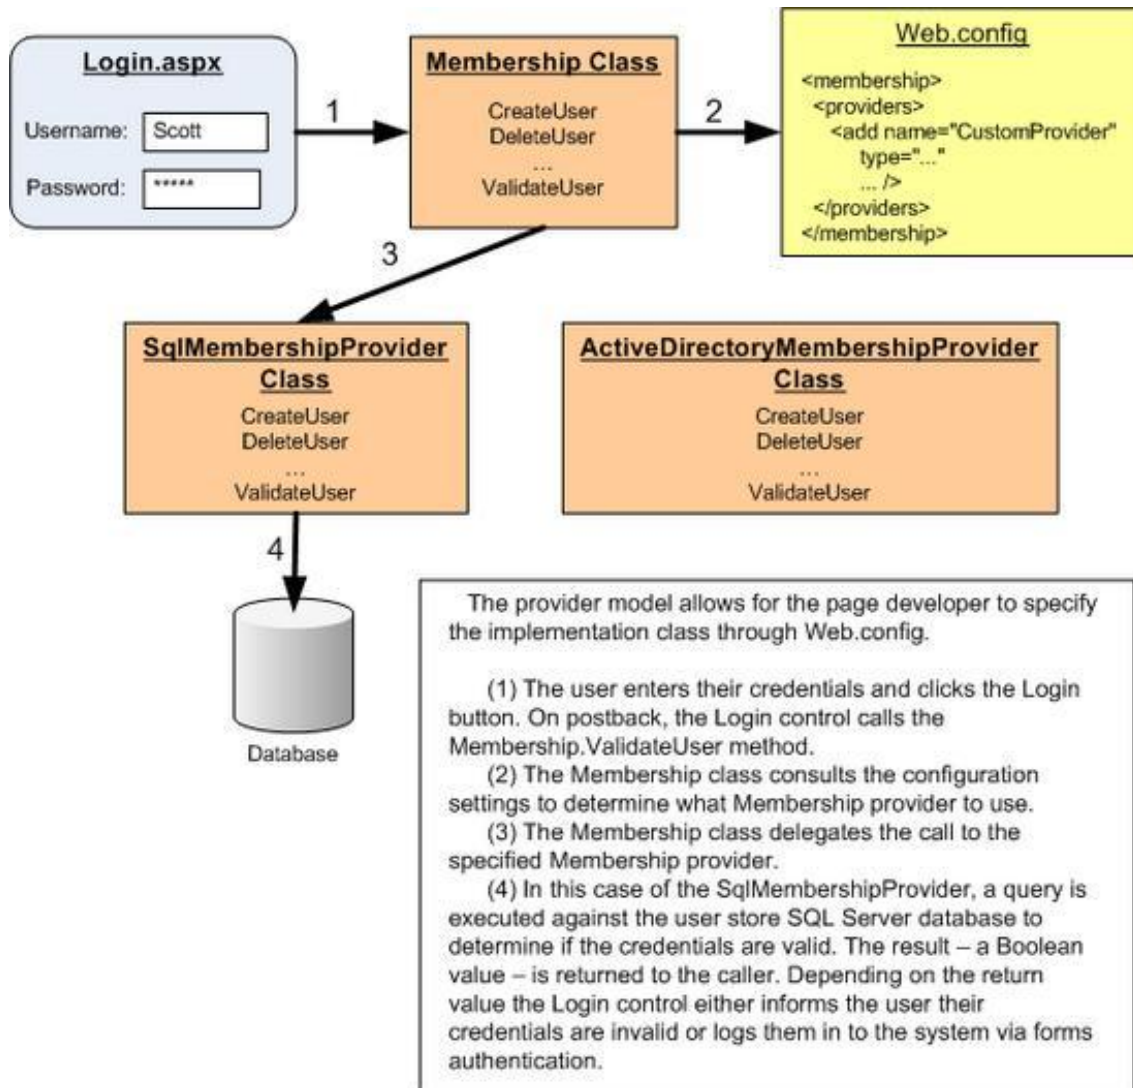 Login.aspx
Username: Scott
Password: *****
1
Membership Class
CreateUser
DeleteUser
...
ValidateUser
2
Web.config
<membership>
<providers>
<add name="CustomProvider"
type="..."
... />
</providers>
</membership>
3
SqlMembershipProvider
Class
CreateUser
DeleteUser
...
ValidateUser
ActiveDirectoryMembershipProvider
Class
CreateUser
DeleteUser
...
ValidateUser
4
Database
The provider model allows for the page developer to specify
the implementation class through Web.config.
(1) The user enters their credentials and clicks the Login
button. On postback, the Login control calls the
Membership.ValidateUser method.
(2) The Membership class consults the configuration
settings to determine what Membership provider to use.
(3) The Membership class delegates the call to the
specified Membership provider.
(4) In this case of the SqlMembershipProvider, a query is
executed against the user store SQL Server database to
determine if the credentials are valid. The result – a Boolean
value – is returned to the caller. Depending on the return
value the Login control either informs the user their
credentials are invalid or logs them in to the system via forms
authentication.